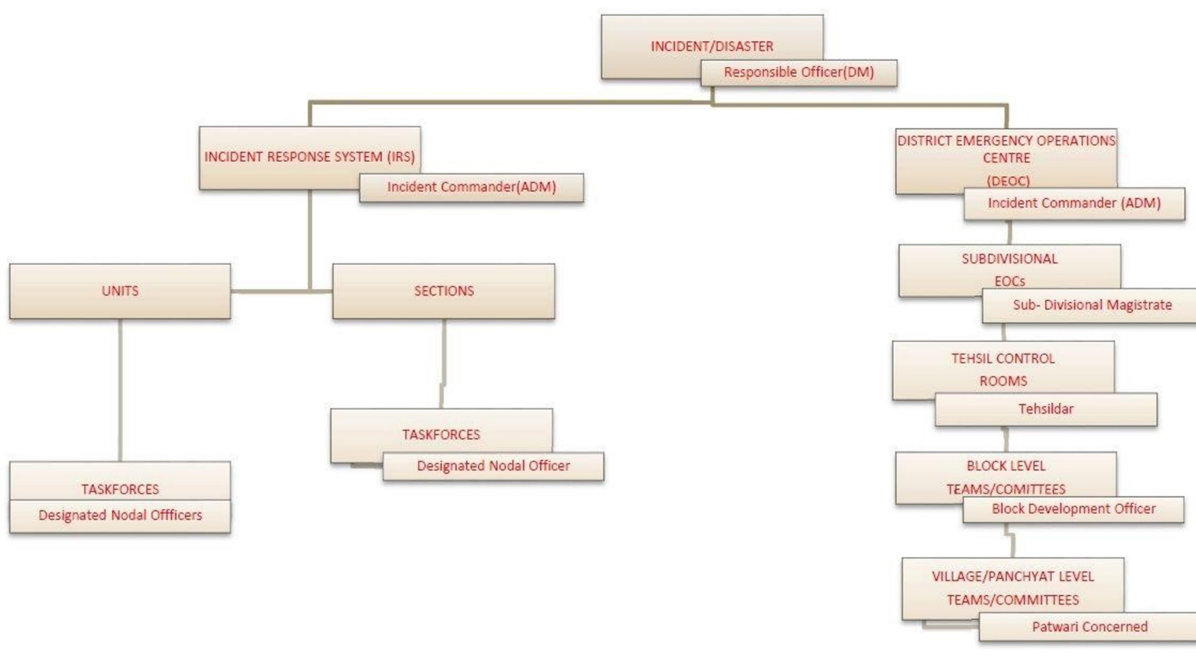 INCIDENT/DISASTER
Responsible Officer(DM)
INCIDENT RESPONSE SYSTEM (IRS)
Incident Commander(ADM)
UNITS
SECTIONS
TASKFORCES
Designated Nodal Officer
TASKFORCES
Designated Nodal Offficers
DISTRICT EMERGENCY OPERATIONS
CENTRE
(DEOC)
Incident Commander (ADM)
SUBDIVISIONAL
EOCs
Sub- Divisional Magistrate
TEHSIL CONTROL
ROOMS
Tehsildar
BLOCK LEVEL
TEAMS/COMITTEES
Block Development Officer
VILLAGE/PANCHYAT LEVEL
TEAMS/COMMITTEES
Patwari Concerned